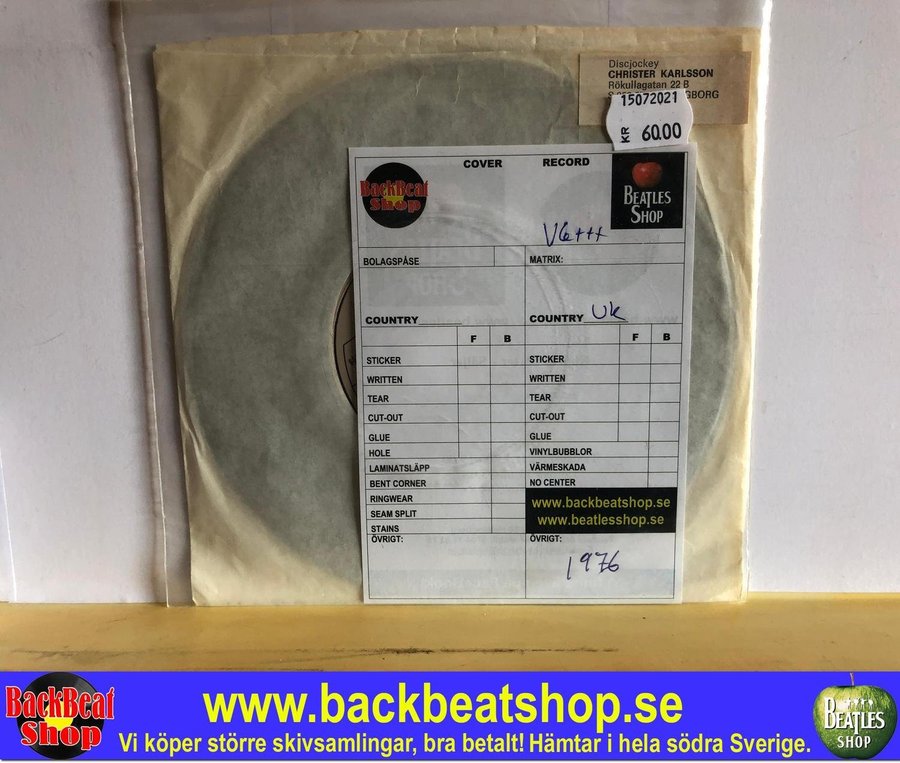 Discjockey
CHRISTER KARLSSON
Rökullagatan 22 B
GBORG
15072021
KR 60.00
COVER RECORD
BackBeat Shop
BEATLES SHOP
VG+++
BOLAGSPÅSE MATRIX:
COUNTRY COUNTRY UK
F B F B
STICKER STICKER
WRITTEN WRITTEN
TEAR TEAR
CUT-OUT CUT-OUT
GLUE GLUE
HOLE VINYLBUBBLOR
LAMINATSLÄPP VÄRMESKADA
BENT CORNER NO CENTER
RINGWEAR
SEAM SPLIT
STAINS
www.backbeatshop.se
www.beatlesshop.se
ÖVRIGT: ÖVRIGT:
1976
BackBeat Shop
www.backbeatshop.se
Vi köper större skivsamlingar, bra betalt! Hämtar i hela södra Sverige.
BEATLES SHOP